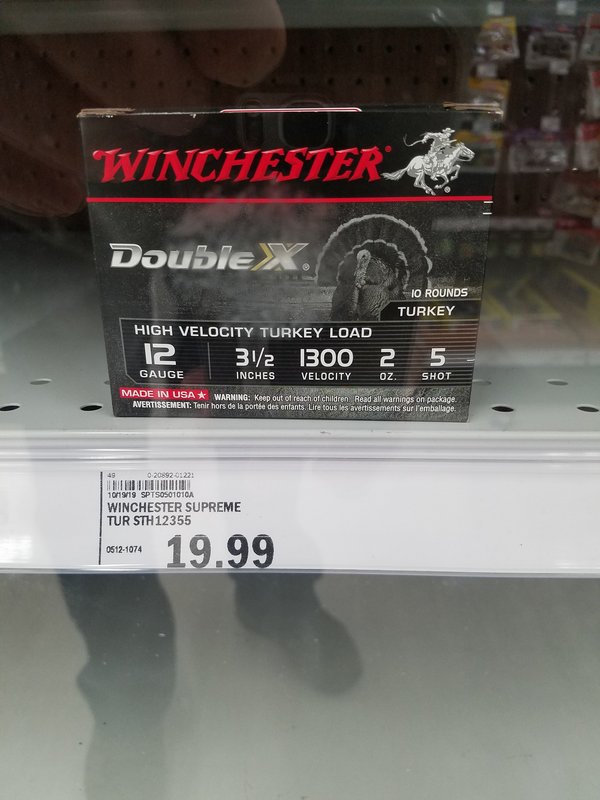 WINCHESTER®
Double X®
10 ROUNDS
TURKEY
HIGH VELOCITY TURKEY LOAD
12 3 1/2 1300 2 5
GAUGE INCHES VELOCITY OZ. SHOT
MADE IN USA ★ WARNING: Keep out of reach of children. Read all warnings on package.
AVERTISSEMENT: Tenir hors de la portée des enfants. Lire tous les avertissements sur l'emballage.
49 0-20892-01221
10/19/19 SPTS0501010A
WINCHESTER SUPREME
TUR STH12355
0512-1074 19.99